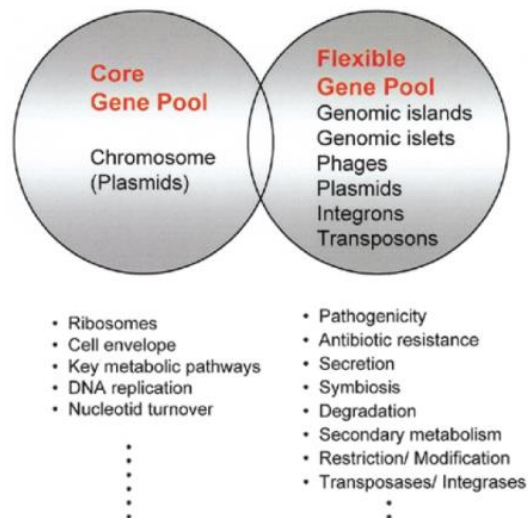 Core
Gene Pool
Chromosome
(Plasmids)
Flexible
Gene Pool
Genomic islands
Genomic islets
Phages
Plasmids
Integrons
Transposons
• Ribosomes
• Cell envelope
• Key metabolic pathways
• DNA replication
• Nucleotid turnover
• Pathogenicity
• Antibiotic resistance
• Secretion
• Symbiosis
• Degradation
• Secondary metabolism
• Restriction/ Modification
• Transposases/ Integrases